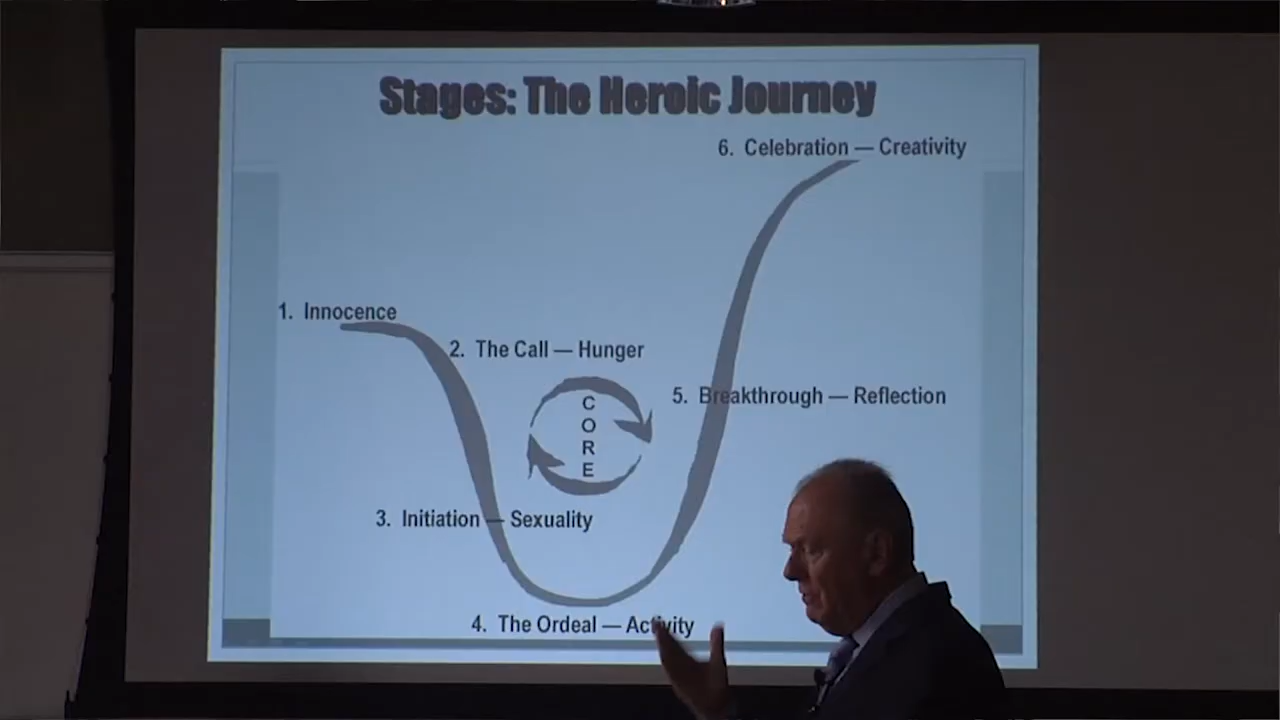 Stages: The Heroic Journey
6. Celebration — Creativity
1. Innocence
2. The Call — Hunger
C
O
R
E
5. Breakthrough — Reflection
3. Initiation — Sexuality
4. The Ordeal — Activity